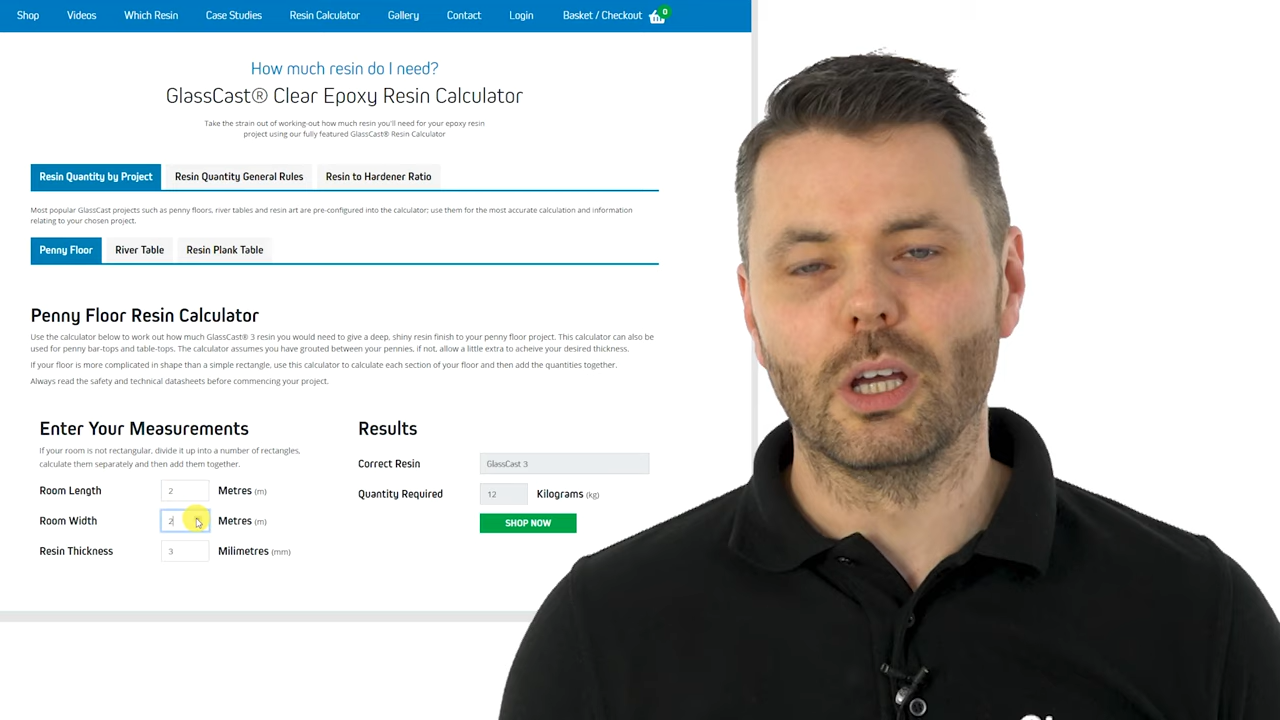 Shop Videos Which Resin Case Studies Resin Calculator Gallery Contact Login Basket / Checkout 0
How much resin do I need?
GlassCast® Clear Epoxy Resin Calculator
Take the strain out of working-out how much resin you'll need for your epoxy resin
project using our fully featured GlassCast® Resin Calculator
Resin Quantity by Project Resin Quantity General Rules Resin to Hardener Ratio
Most popular GlassCast projects such as penny floors, river tables and resin art are pre-configured into the calculator: use them for the most accurate calculation and information
relating to your chosen project.
Penny Floor River Table Resin Plank Table
Penny Floor Resin Calculator
Use the calculator below to work out how much GlassCast® 3 resin you would need to give a deep, shiny resin finish to your penny floor project. This calculator can also be
used for penny bar-tops and table-tops. The calculator assumes you have grouted between your pennies, if not, allow a little extra to acheive your desired thickness.
If your floor is more complicated in shape than a simple rectangle, use this calculator to calculate each section of your floor and then add the quantities together.
Always read the safety and technical datasheets before commencing your project.
Enter Your Measurements
If your room is not rectangular, divide it up into a number of rectangles,
calculate them separately and then add them together.
Room Length 2 Metres (m)
Room Width 2 Metres (m)
Resin Thickness 3 Milimetres (mm)
Results
Correct Resin GlassCast 3
Quantity Required 12 Kilograms (kg)
SHOP NOW